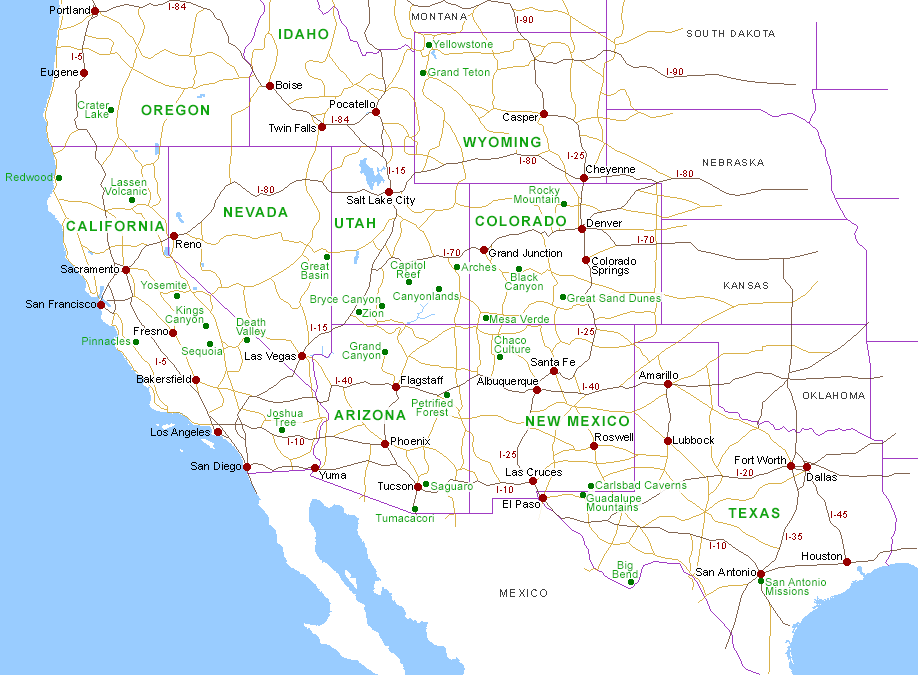 Portland
I-84
MONTANA
I-90
IDAHO
SOUTH DAKOTA
Yellowstone
I-5
Eugene
Grand Teton
I-90
Boise
Crater
Lake
OREGON
Pocatello
I-84
Twin Falls
Casper
WYOMING
I-25
I-80
NEBRASKA
Cheyenne
I-15
I-80
Redwood
Lassen
Volcanic
I-80
Salt Lake City
Rocky
Mountain
CALIFORNIA
NEVADA
UTAH
COLORADO
Denver
Reno
I-70
I-70
Grand Junction
Sacramento
Great
Basin
Capitol
Reef
Arches
Colorado
Springs
Black
Canyon
Yosemite
KANSAS
Canyonlands
San Francisco
Bryce Canyon
Zion
Great Sand Dunes
Kings
Canyon
Mesa Verde
Fresno
Death
Valley
I-15
I-25
Pinnacles
Sequoia
Las Vegas
Grand
Canyon
Chaco
Culture
I-5
Santa Fe
Bakersfield
I-40
Flagstaff
Albuquerque
I-40
Amarillo
OKLAHOMA
Petrified
Forest
Joshua
Tree
ARIZONA
NEW MEXICO
Los Angeles
I-10
Phoenix
Roswell
Lubbock
I-25
San Diego
Yuma
Las Cruces
Fort Worth
I-20
Dallas
Tucson
Saguaro
I-10
Carlsbad Caverns
El Paso
Guadalupe
Mountains
Tumacacori
TEXAS
I-45
I-35
I-10
Houston
Big
Bend
San Antonio
San Antonio
Missions
MEXICO